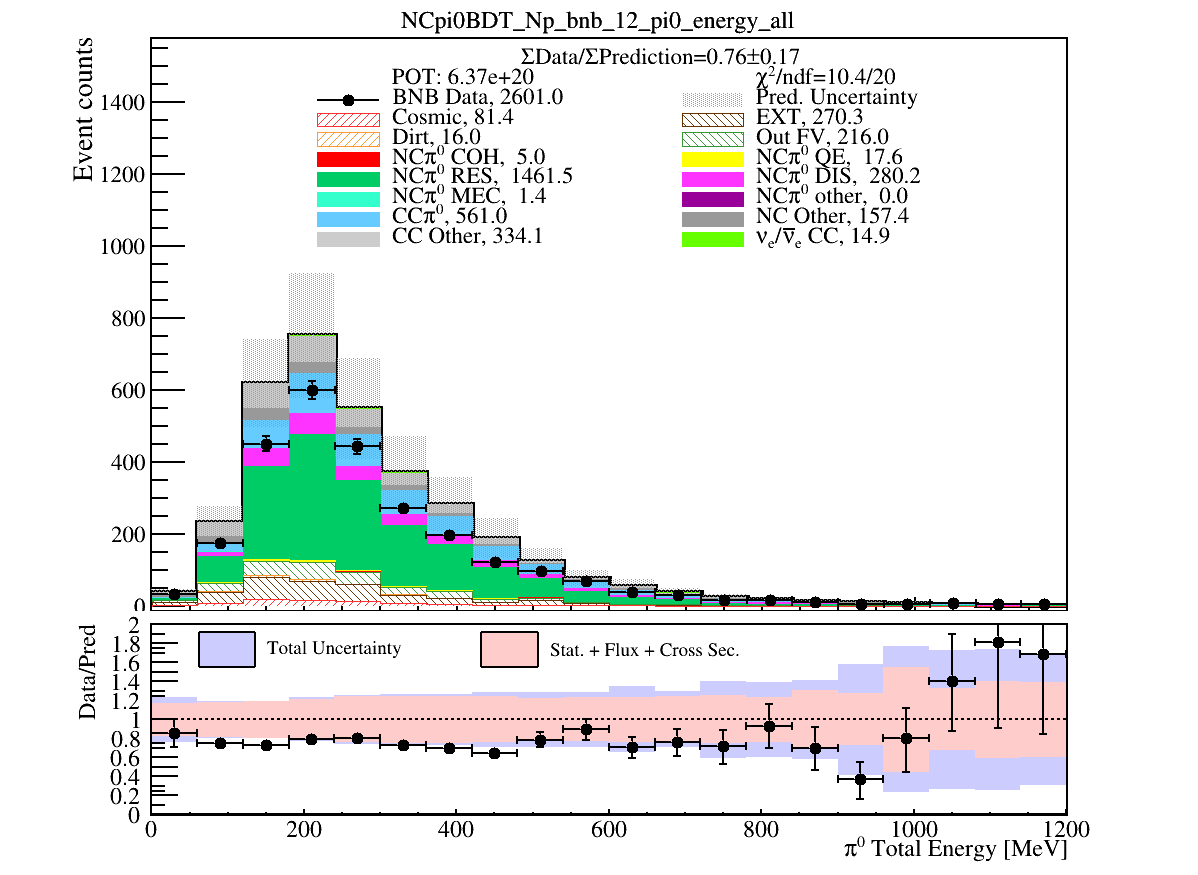 NCpi0BDT_Np_bnb_12_pi0_energy_all
ΣData/ΣPrediction=0.76±0.17
POT: 6.37e+20
χ²/ndf=10.4/20
BNB Data, 2601.0
Pred. Uncertainty
Cosmic, 81.4
EXT, 270.3
Dirt, 16.0
Out FV, 216.0
NCπ⁰ COH, 5.0
NCπ⁰ QE, 17.6
NCπ⁰ RES, 1461.5
NCπ⁰ DIS, 280.2
NCπ⁰ MEC, 1.4
NCπ⁰ other, 0.0
CCπ⁰, 561.0
NC Other, 157.4
CC Other, 334.1
νₑ/ν̅ₑ CC, 14.9
Event counts
1400
1200
1000
800
600
400
200
0
Data/Pred
2
1.8
1.6
1.4
1.2
1
0.8
0.6
0.4
0.2
0
Total Uncertainty
Stat. + Flux + Cross Sec.
0 200 400 600 800 1000 1200
π⁰ Total Energy [MeV]